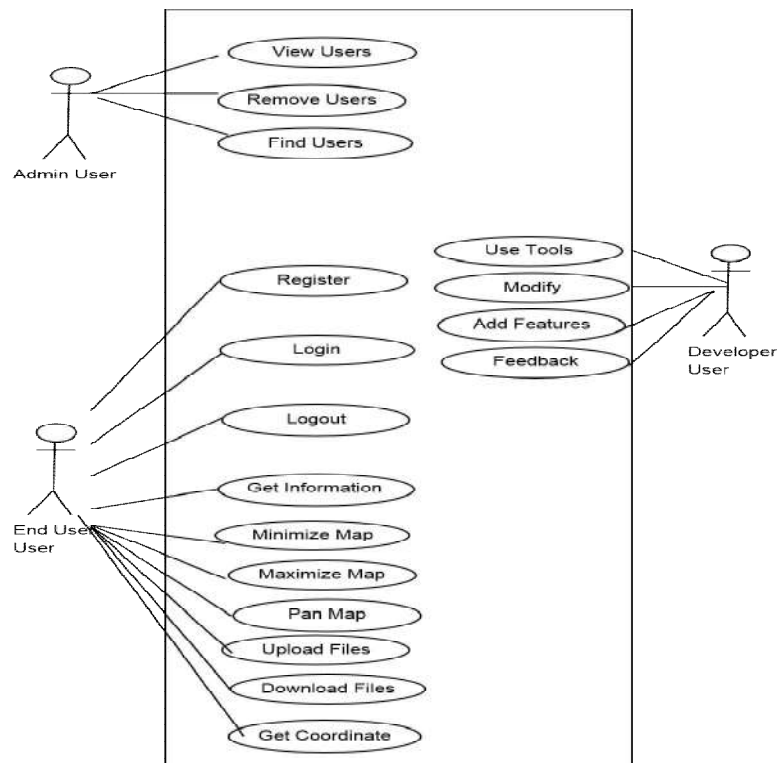 View Users
Remove Users
Find Users
Admin User
Use Tools
Modify
Add Features
Feedback
Developer
User
Register
Login
Logout
Get Information
Minimize Map
Maximize Map
Pan Map
Upload Files
Download Files
Get Coordinate
End User
User